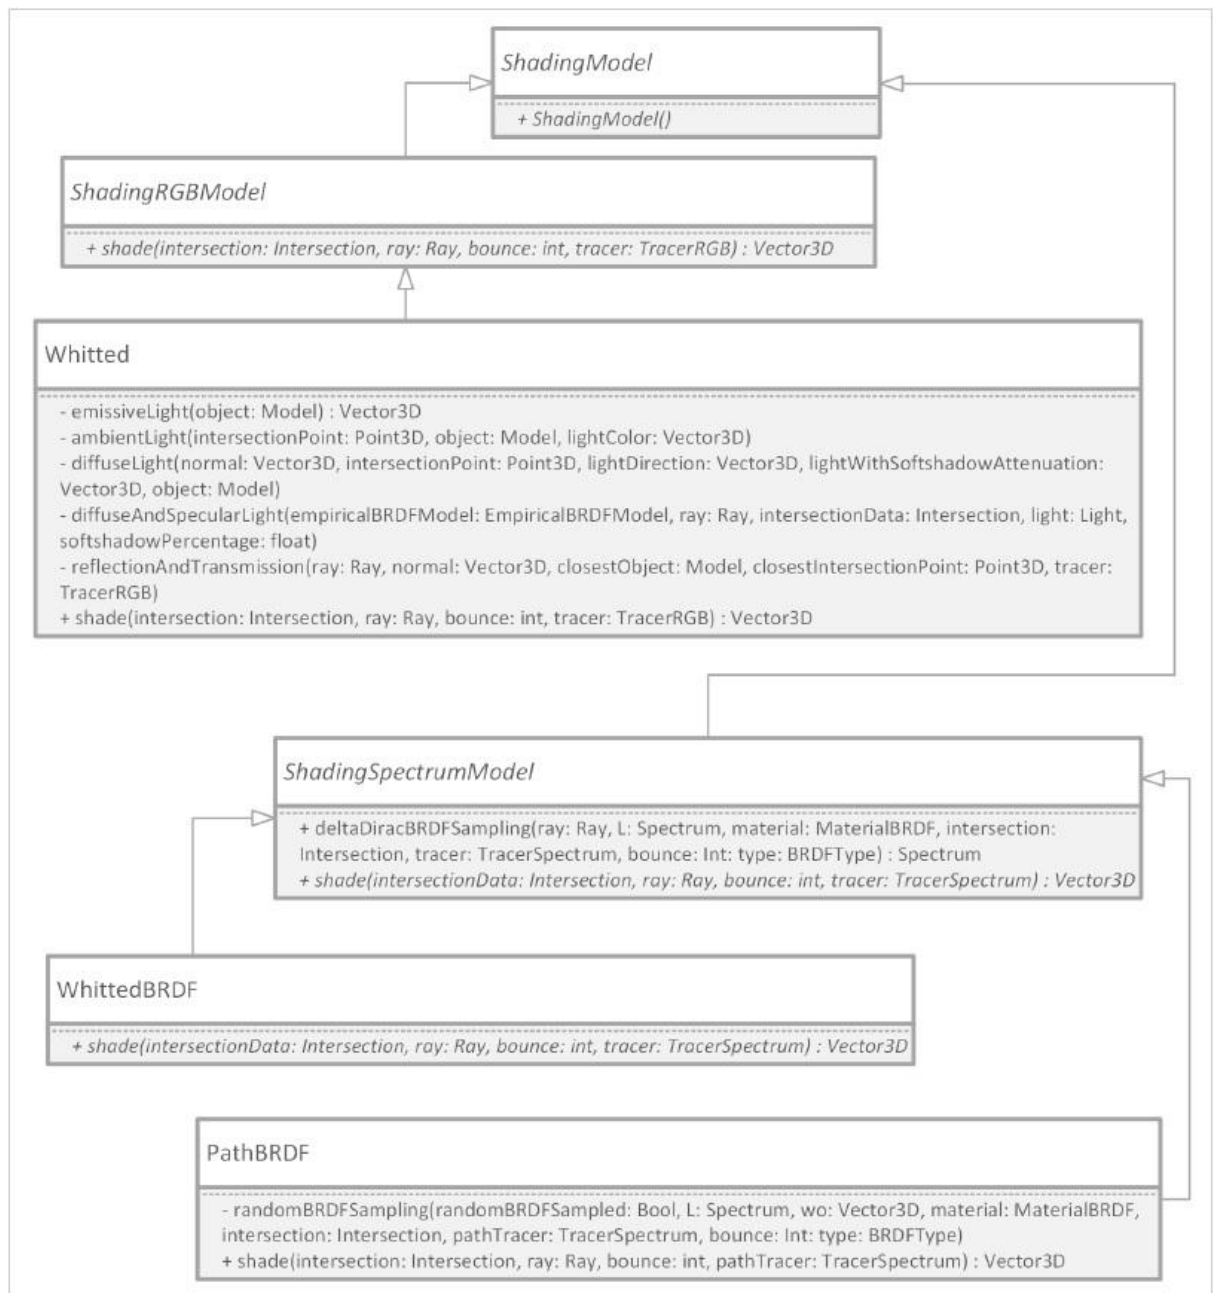 ShadingModel
+ ShadingModel()
ShadingRGBModel
+ shade(intersection: Intersection, ray: Ray, bounce: int, tracer: TracerRGB) : Vector3D
Whitted
- emissiveLight(object: Model) : Vector3D
- ambientLight(intersectionPoint: Point3D, object: Model, lightColor: Vector3D)
- diffuseLight(normal: Vector3D, intersectionPoint: Point3D, lightDirection: Vector3D, lightWithSoftshadowAttenuation:
Vector3D, object: Model)
- diffuseAndSpecularLight(empiricalBRDFModel: EmpiricalBRDFModel, ray: Ray, intersectionData: Intersection, light: Light,
softshadowPercentage: float)
- reflectionAndTransmission(ray: Ray, normal: Vector3D, closestObject: Model, closestIntersectionPoint: Point3D, tracer:
TracerRGB)
+ shade(intersection: Intersection, ray: Ray, bounce: int, tracer: TracerRGB) : Vector3D
ShadingSpectrumModel
+ deltaDiracBRDFSampling(ray: Ray, L: Spectrum, material: MaterialBRDF, intersection:
Intersection, tracer: TracerSpectrum, bounce: Int: type: BRDFType) : Spectrum
+ shade(intersectionData: Intersection, ray: Ray, bounce: int, tracer: TracerSpectrum) : Vector3D
WhittedBRDF
+ shade(intersectionData: Intersection, ray: Ray, bounce: int, tracer: TracerSpectrum) : Vector3D
PathBRDF
- randomBRDFSampling(randomBRDFSampled: Bool, L: Spectrum, wo: Vector3D, material: MaterialBRDF,
intersection: Intersection, pathTracer: TracerSpectrum, bounce: Int: type: BRDFType)
+ shade(intersection: Intersection, ray: Ray, bounce: int, pathTracer: TracerSpectrum) : Vector3D